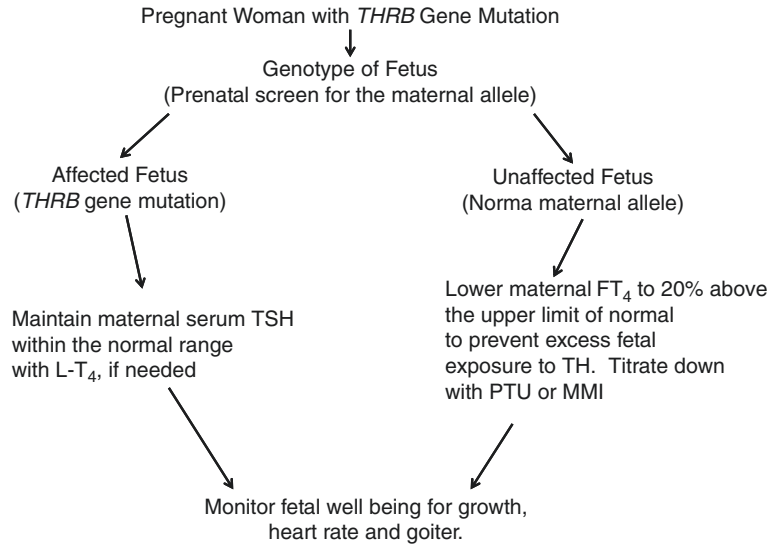 Pregnant Woman with THRB Gene Mutation
Genotype of Fetus
(Prenatal screen for the maternal allele)
Affected Fetus
(THRB gene mutation)
Unaffected Fetus
(Norma maternal allele)
Maintain maternal serum TSH
within the normal range
with L-T4, if needed
Lower maternal FT4 to 20% above
the upper limit of normal
to prevent excess fetal
exposure to TH. Titrate down
with PTU or MMI
Monitor fetal well being for growth,
heart rate and goiter.